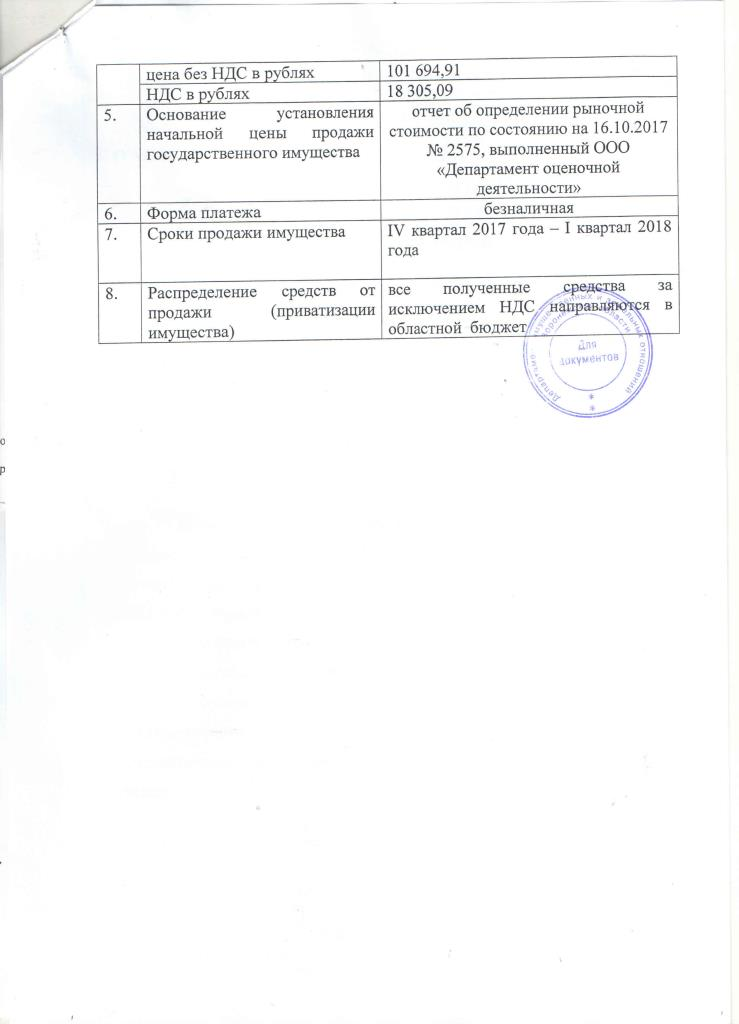 цена без НДС в рублях 101 694,91
НДС в рублях 18 305,09
5. Основание установления начальной цены продажи государственного имущества
отчет об определении рыночной
стоимости по состоянию на 16.10.2017
№ 2575, выполненный ООО
«Департамент оценочной
деятельности»
6. Форма платежа безналичная
7. Сроки продажи имущества
IV квартал 2017 года – I квартал 2018
года
8. Распределение средств от
продажи (приватизации
имущества)
все полученные средства за
исключением НДС направляются в
областной бюджет
Для
документов
земельных отношений
области